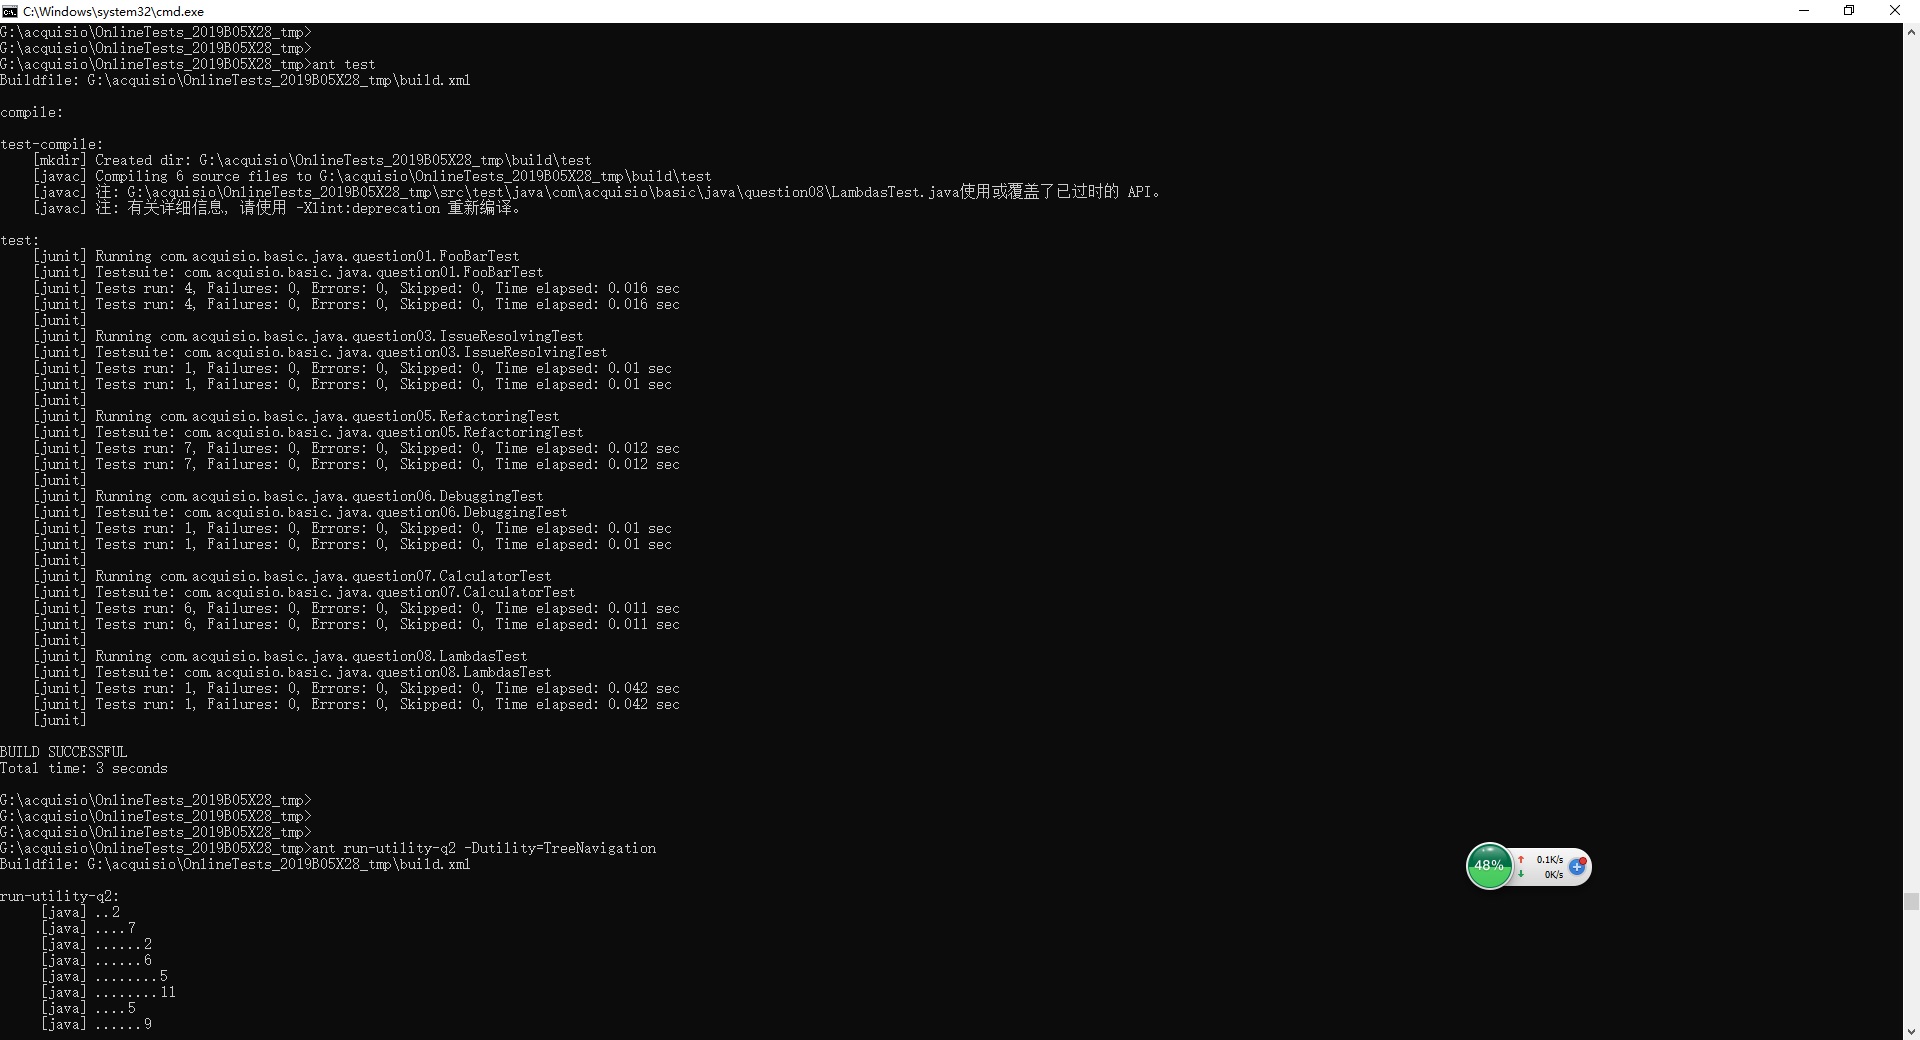 C:\Windows\system32\cmd.exe
G:\acquisio\OnlineTests_2019B05X28_tmp>
G:\acquisio\OnlineTests_2019B05X28_tmp>
G:\acquisio\OnlineTests_2019B05X28_tmp>ant test
Buildfile: G:\acquisio\OnlineTests_2019B05X28_tmp\build.xml
compile:
test-compile:
[mkdir] Created dir: G:\acquisio\OnlineTests_2019B05X28_tmp\build\test
[javac] Compiling 6 source files to G:\acquisio\OnlineTests_2019B05X28_tmp\build\test
[javac] 注: G:\acquisio\OnlineTests_2019B05X28_tmp\src\test\java\com\acquisio\basic\java\question08\LambdasTest.java使用或覆盖了已过时的 API。
[javac] 注: 有关详细信息, 请使用 -Xlint:deprecation 重新编译。
test:
[junit] Running com.acquisio.basic.java.question01.FooBarTest
[junit] Testsuite: com.acquisio.basic.java.question01.FooBarTest
[junit] Tests run: 4, Failures: 0, Errors: 0, Skipped: 0, Time elapsed: 0.016 sec
[junit] Tests run: 4, Failures: 0, Errors: 0, Skipped: 0, Time elapsed: 0.016 sec
[junit]
[junit] Running com.acquisio.basic.java.question03.IssueResolvingTest
[junit] Testsuite: com.acquisio.basic.java.question03.IssueResolvingTest
[junit] Tests run: 1, Failures: 0, Errors: 0, Skipped: 0, Time elapsed: 0.01 sec
[junit] Tests run: 1, Failures: 0, Errors: 0, Skipped: 0, Time elapsed: 0.01 sec
[junit]
[junit] Running com.acquisio.basic.java.question05.RefactoringTest
[junit] Testsuite: com.acquisio.basic.java.question05.RefactoringTest
[junit] Tests run: 7, Failures: 0, Errors: 0, Skipped: 0, Time elapsed: 0.012 sec
[junit] Tests run: 7, Failures: 0, Errors: 0, Skipped: 0, Time elapsed: 0.012 sec
[junit]
[junit] Running com.acquisio.basic.java.question06.DebuggingTest
[junit] Testsuite: com.acquisio.basic.java.question06.DebuggingTest
[junit] Tests run: 1, Failures: 0, Errors: 0, Skipped: 0, Time elapsed: 0.01 sec
[junit] Tests run: 1, Failures: 0, Errors: 0, Skipped: 0, Time elapsed: 0.01 sec
[junit]
[junit] Running com.acquisio.basic.java.question07.CalculatorTest
[junit] Testsuite: com.acquisio.basic.java.question07.CalculatorTest
[junit] Tests run: 6, Failures: 0, Errors: 0, Skipped: 0, Time elapsed: 0.011 sec
[junit] Tests run: 6, Failures: 0, Errors: 0, Skipped: 0, Time elapsed: 0.011 sec
[junit]
[junit] Running com.acquisio.basic.java.question08.LambdasTest
[junit] Testsuite: com.acquisio.basic.java.question08.LambdasTest
[junit] Tests run: 1, Failures: 0, Errors: 0, Skipped: 0, Time elapsed: 0.042 sec
[junit] Tests run: 1, Failures: 0, Errors: 0, Skipped: 0, Time elapsed: 0.042 sec
[junit]
BUILD SUCCESSFUL
Total time: 3 seconds
G:\acquisio\OnlineTests_2019B05X28_tmp>
G:\acquisio\OnlineTests_2019B05X28_tmp>
G:\acquisio\OnlineTests_2019B05X28_tmp>
G:\acquisio\OnlineTests_2019B05X28_tmp>ant run-utility-q2 -Dutility=TreeNavigation
Buildfile: G:\acquisio\OnlineTests_2019B05X28_tmp\build.xml
run-utility-q2:
[java] ..2
[java] ....7
[java] ......2
[java] ......6
[java] ........5
[java] ........11
[java] ....5
[java] ......9
48%
0.1K/s
0K/s